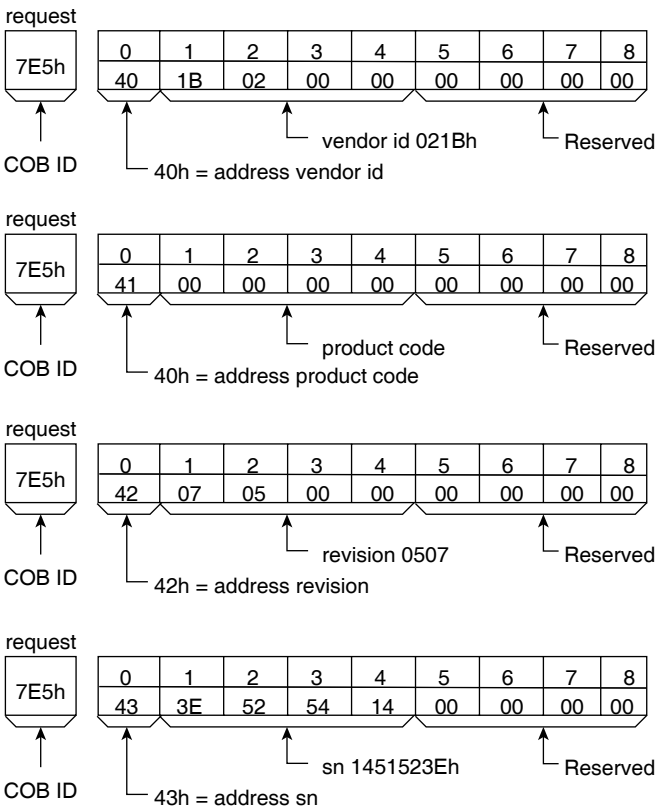 request
7E5h
0 1 2 3 4 5 6 7 8
40 1B 02 00 00 00 00 00 00
vendor id 021Bh
Reserved
COB ID
40h = address vendor id
request
7E5h
0 1 2 3 4 5 6 7 8
41 00 00 00 00 00 00 00 00
product code
Reserved
COB ID
40h = address product code
request
7E5h
0 1 2 3 4 5 6 7 8
42 07 05 00 00 00 00 00 00
revision 0507
Reserved
COB ID
42h = address revision
request
7E5h
0 1 2 3 4 5 6 7 8
43 3E 52 54 14 00 00 00 00
sn 1451523Eh
Reserved
COB ID
43h = address sn